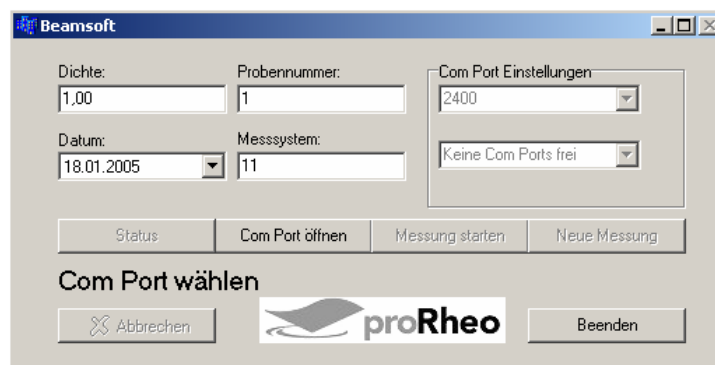 Beamsoft
Dichte:
Probennummer:
Com Port Einstellungen
1,00
1
2400
Datum:
Messsystem:
Keine Com Ports frei
18.01.2005
11
Status
Com Port öffnen
Messung starten
Neue Messung
Com Port wählen
Abbrechen
proRheo
Beenden